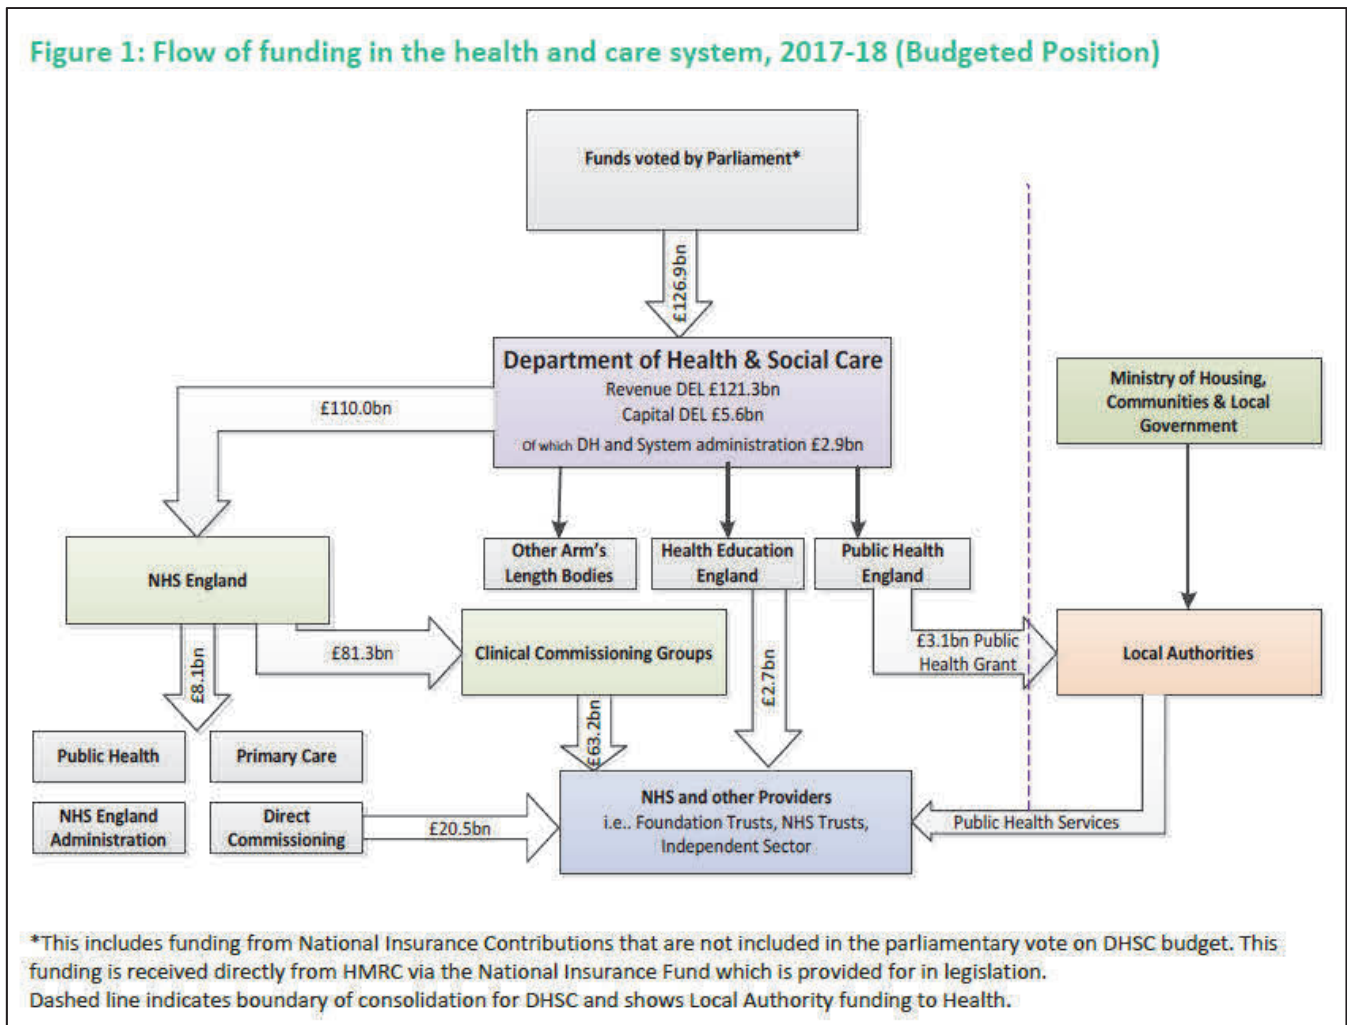 Figure 1: Flow of funding in the health and care system, 2017-18 (Budgeted Position)
Funds voted by Parliament*
£126.9bn
Department of Health & Social Care
Revenue DEL £121.3bn
Capital DEL £5.6bn
Of which DH and System administration £2.9bn
Ministry of Housing,
Communities & Local
Government
£110.0bn
Other Arm's
Length Bodies
Health Education
England
Public Health
England
NHS England
£81.3bn
Clinical Commissioning Groups
£3.1bn Public
Health Grant
Local Authorities
£8.1bn
£63.2bn
£2.7bn
Public Health
Primary Care
NHS England
Administration
Direct
Commissioning
£20.5bn
NHS and other Providers
i.e.. Foundation Trusts, NHS Trusts,
Independent Sector
Public Health Services
*This includes funding from National Insurance Contributions that are not included in the parliamentary vote on DHSC budget. This
funding is received directly from HMRC via the National Insurance Fund which is provided for in legislation.
Dashed line indicates boundary of consolidation for DHSC and shows Local Authority funding to Health.